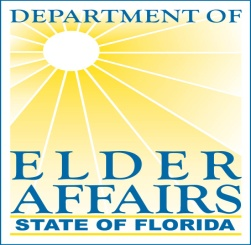 DEPARTMENT OF
ELDER
AFFAIRS
STATE OF FLORIDA